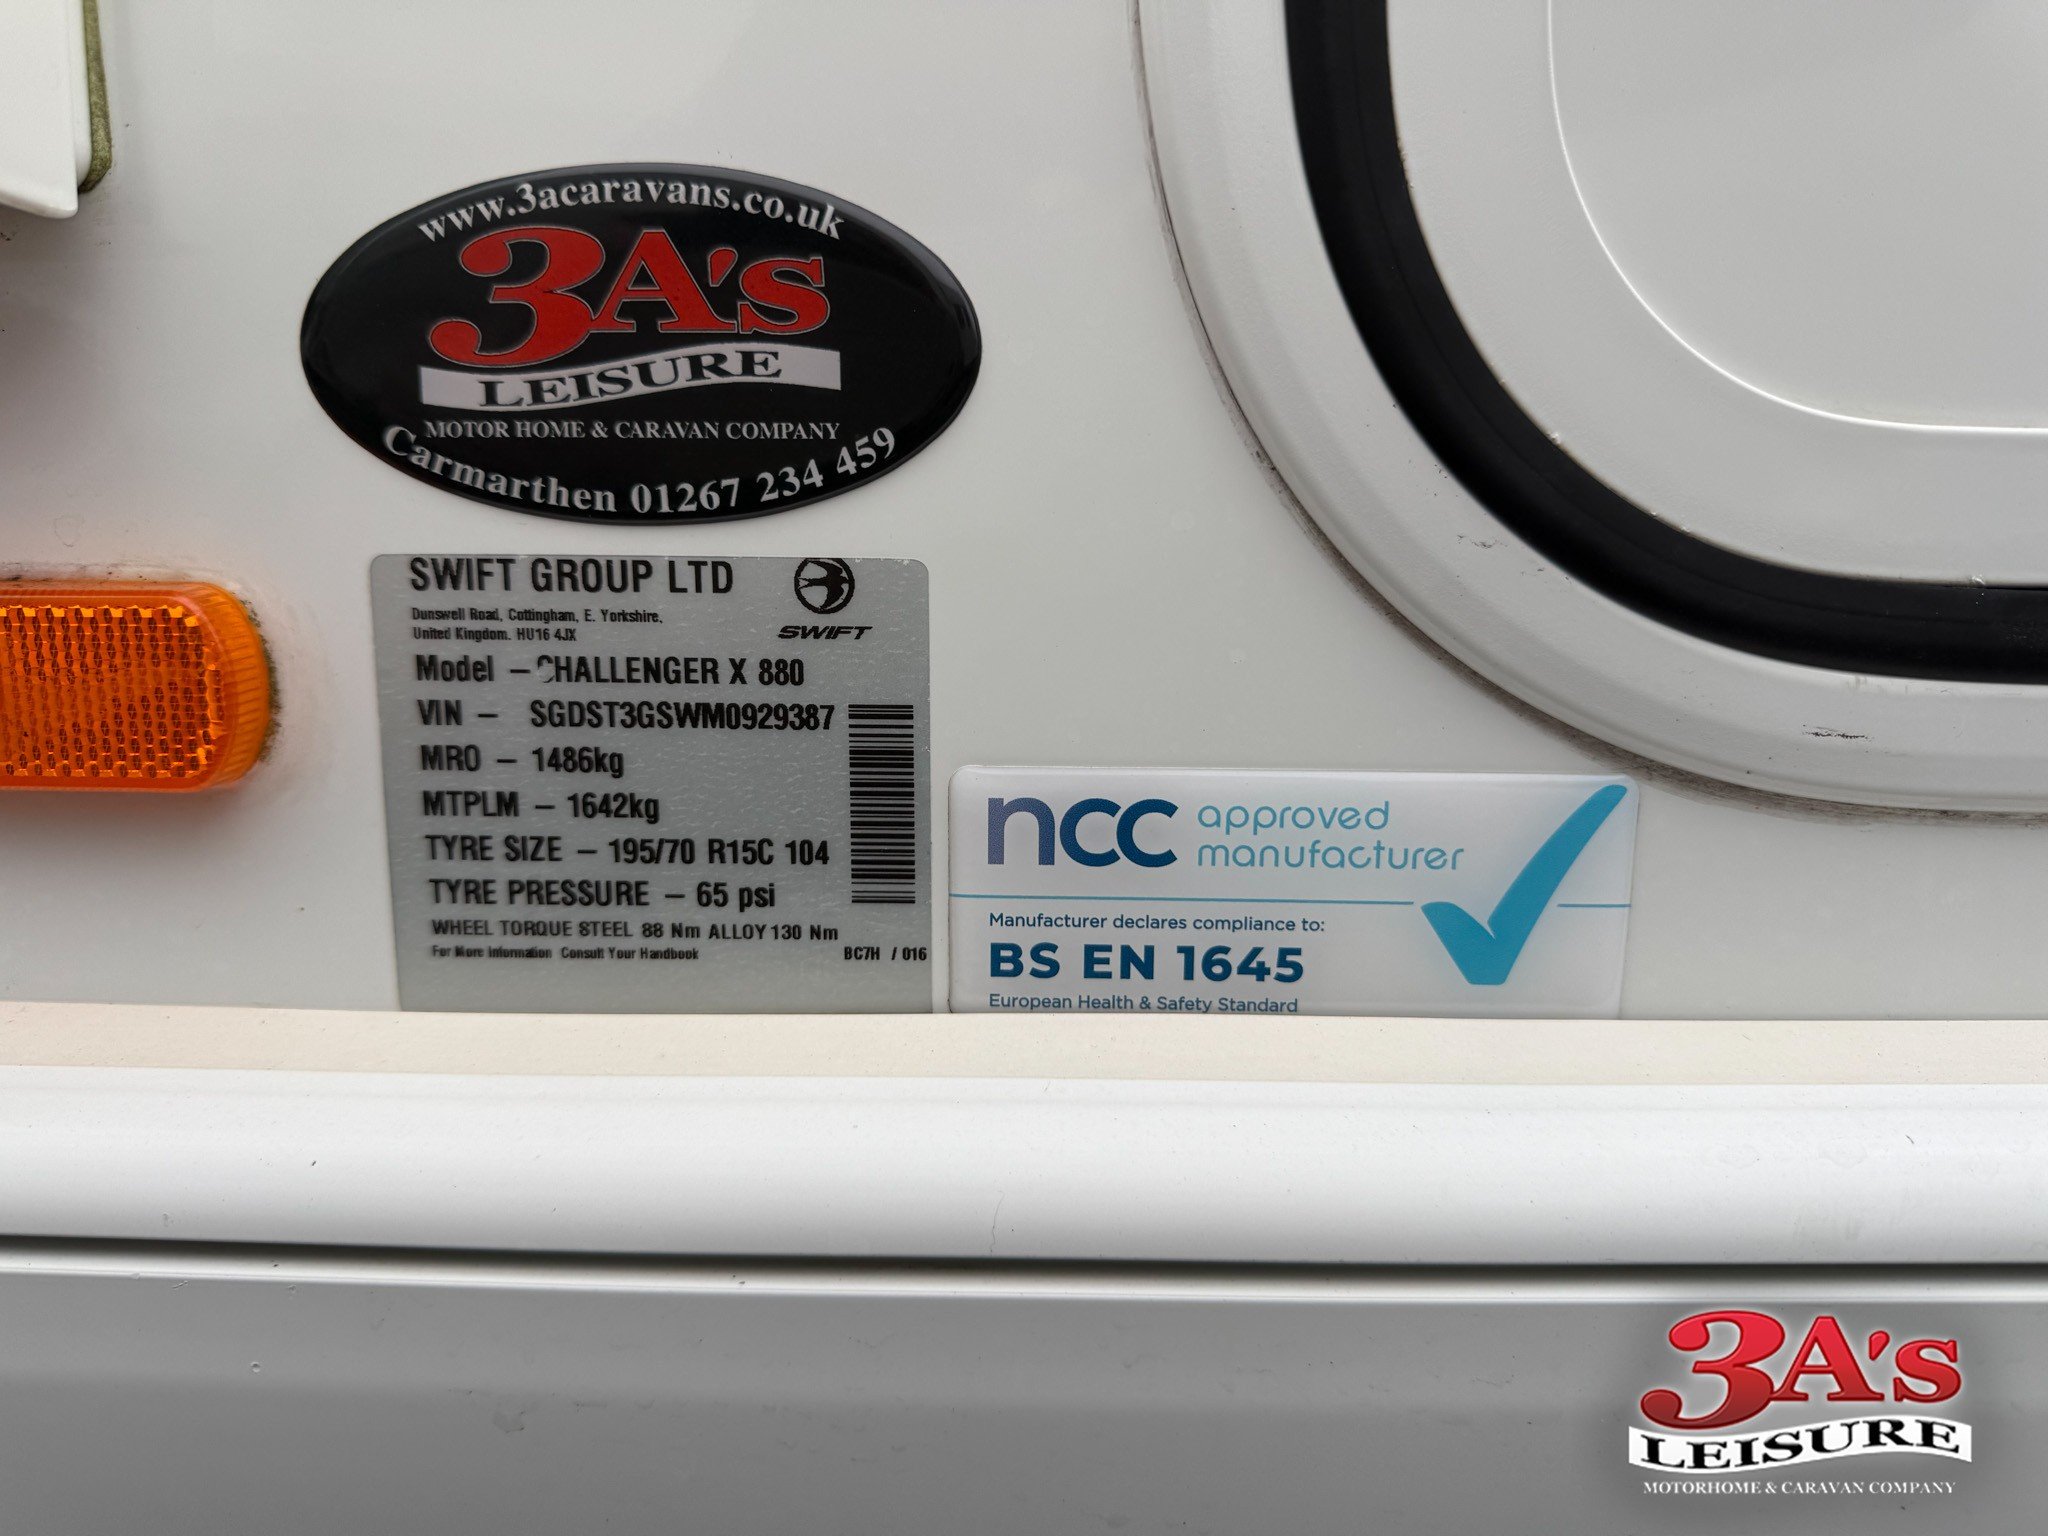 www.3acaravans.co.uk
3A's
LEISURE
MOTOR HOME & CARAVAN COMPANY
Carmarthen 01267 234 459
SWIFT GROUP LTD
Dunswell Road, Cottingham, E. Yorkshire,
United Kingdom. HU16 4JX
SWIFT
Model – CHALLENGER X 880
VIN – SGDST3GSWM0929387
MRO – 1486kg
MTPLM – 1642kg
TYRE SIZE – 195/70 R15C 104
TYRE PRESSURE – 65 psi
WHEEL TORQUE STEEL 88 Nm ALLOY 130 Nm
For More Information Consult Your Handbook
BC7H / 016
ncc approved
manufacturer
Manufacturer declares compliance to:
BS EN 1645
European Health & Safety Standard
3A's
LEISURE
MOTORHOME & CARAVAN COMPANY